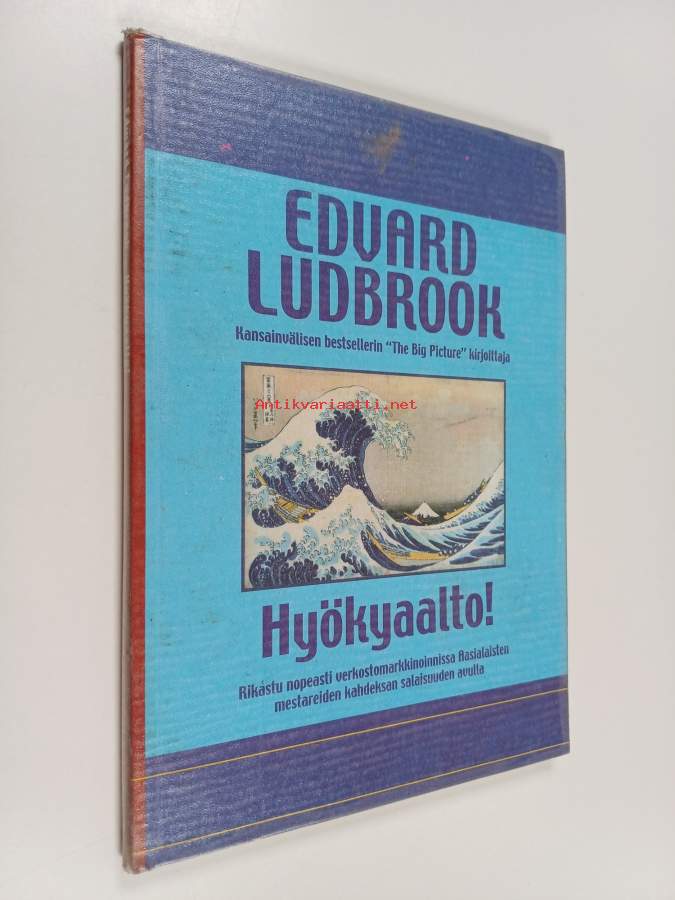 EDVARD
LUDBROOK
Kansainvälisen bestsellerin “The Big Picture” kirjoittaja
Antikvariaatti.net
Hyökyaalto!
Rikastu nopeasti verkostomarkkinoinnissa Aasialaisten
mestareiden kahdeksan salaisuuden avulla